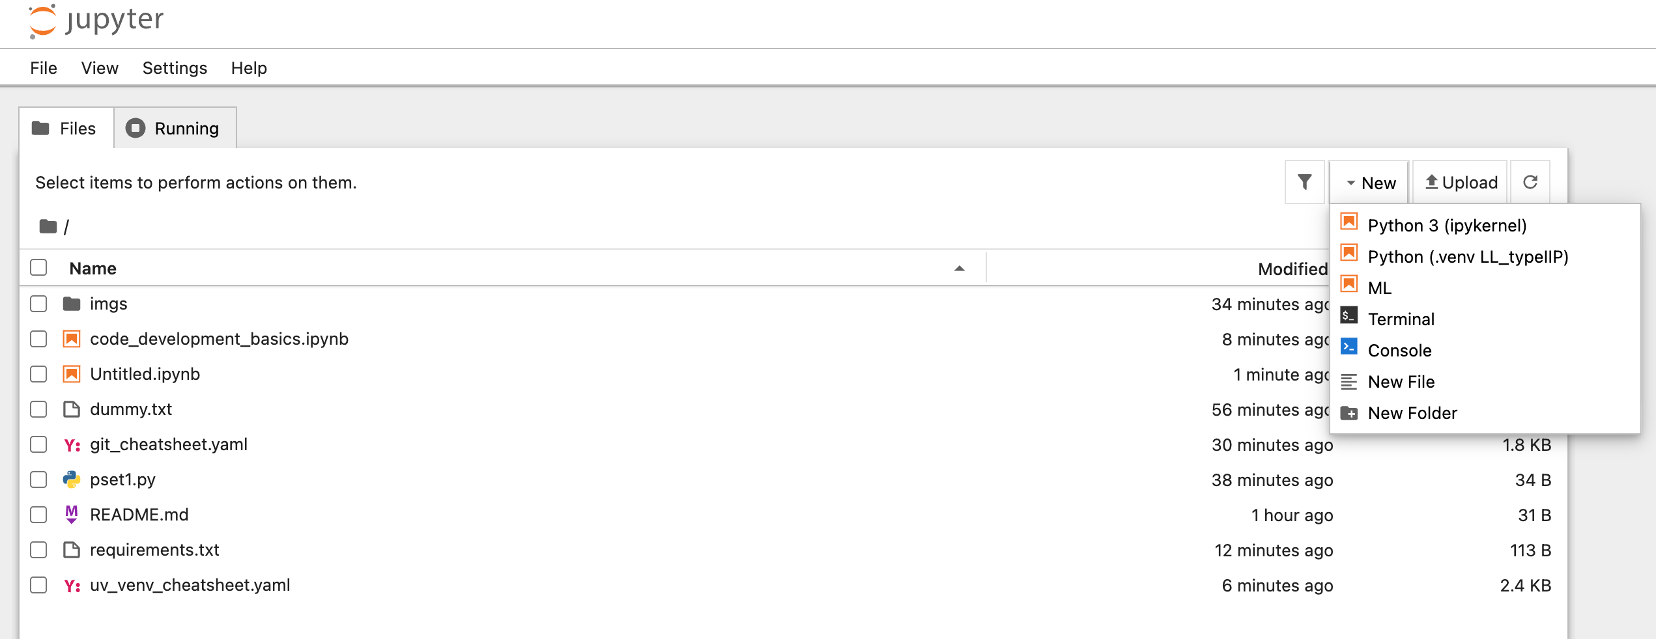 jupyter
File View Settings Help
Files Running
Select items to perform actions on them.
New Upload
/
Python 3 (ipykernel)
Python (.venv LL_typeIIP)
ML
Terminal
Console
New File
New Folder
Name Modified
imgs 34 minutes ago
code_development_basics.ipynb 8 minutes ago
Untitled.ipynb 1 minute ago
dummy.txt 56 minutes ago
git_cheatsheet.yaml 30 minutes ago 1.8 KB
pset1.py 38 minutes ago 34 B
README.md 1 hour ago 31 B
requirements.txt 12 minutes ago 113 B
uv_venv_cheatsheet.yaml 6 minutes ago 2.4 KB